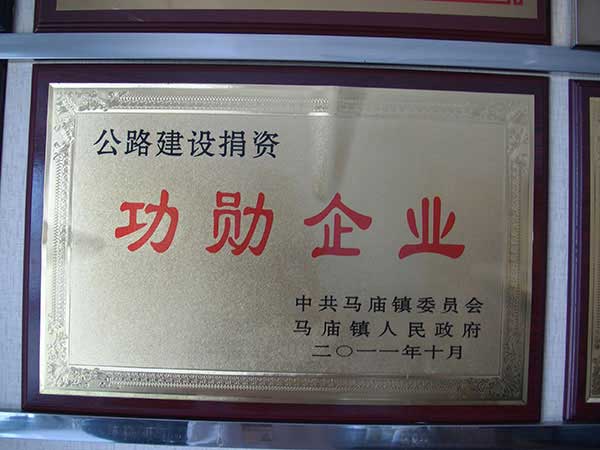 公路建设捐资
功勋企业
中共马庙镇委员会
马庙镇人民政府
二〇一一年十月